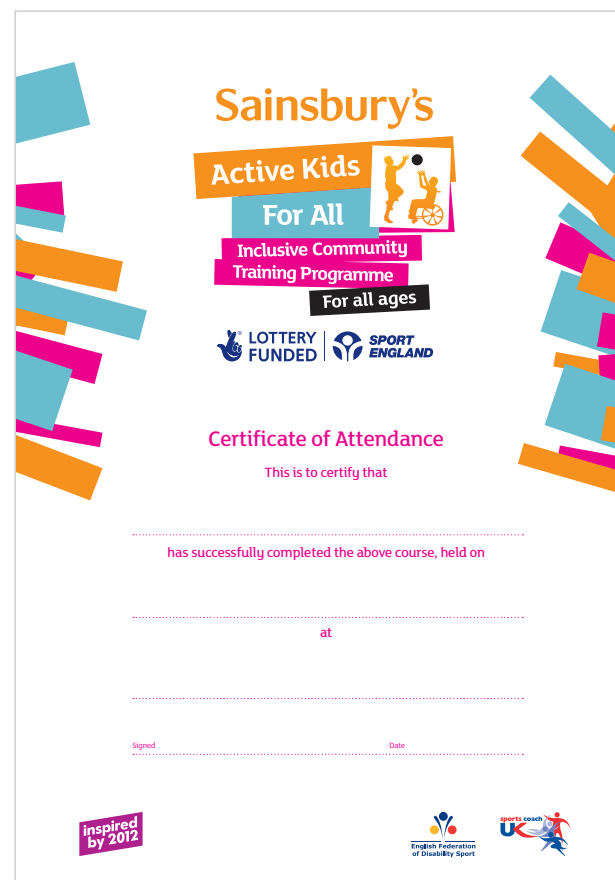 Sainsbury's
Active Kids
For All
Inclusive Community
Training Programme
For all ages
LOTTERY
FUNDED
SPORT
ENGLAND
Certificate of Attendance
This is to certify that
has successfully completed the above course, held on
at
Signed
Date
inspired
by 2012
English Federation
of Disability Sport
sports coach
UK